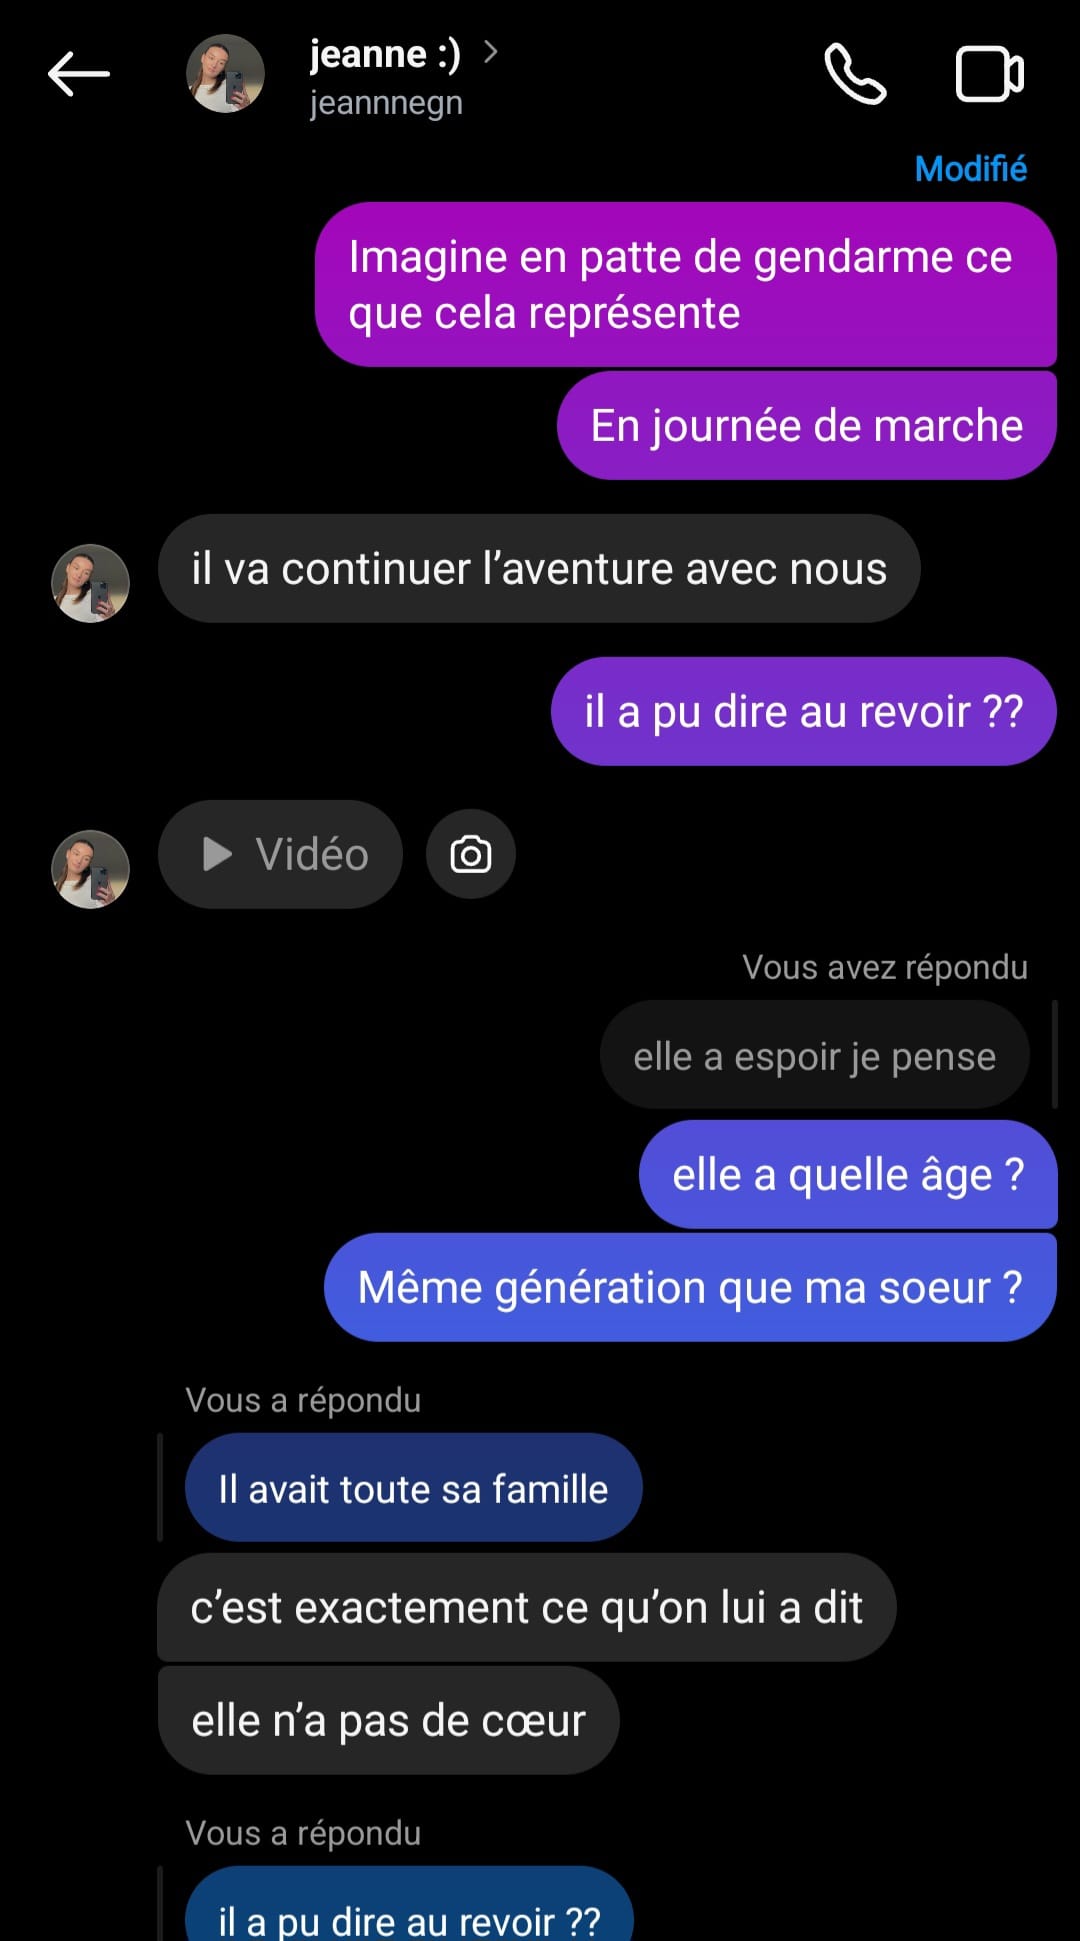 jeanne :)
jeannnegn
Modifié
Imagine en patte de gendarme ce
que cela représente
En journée de marche
il va continuer l’aventure avec nous
il a pu dire au revoir ??
Vidéo
Vous avez répondu
elle a espoir je pense
elle a quelle âge ?
Même génération que ma soeur ?
Vous a répondu
Il avait toute sa famille
c’est exactement ce qu’on lui a dit
elle n’a pas de cœur
Vous a répondu
il a pu dire au revoir ??